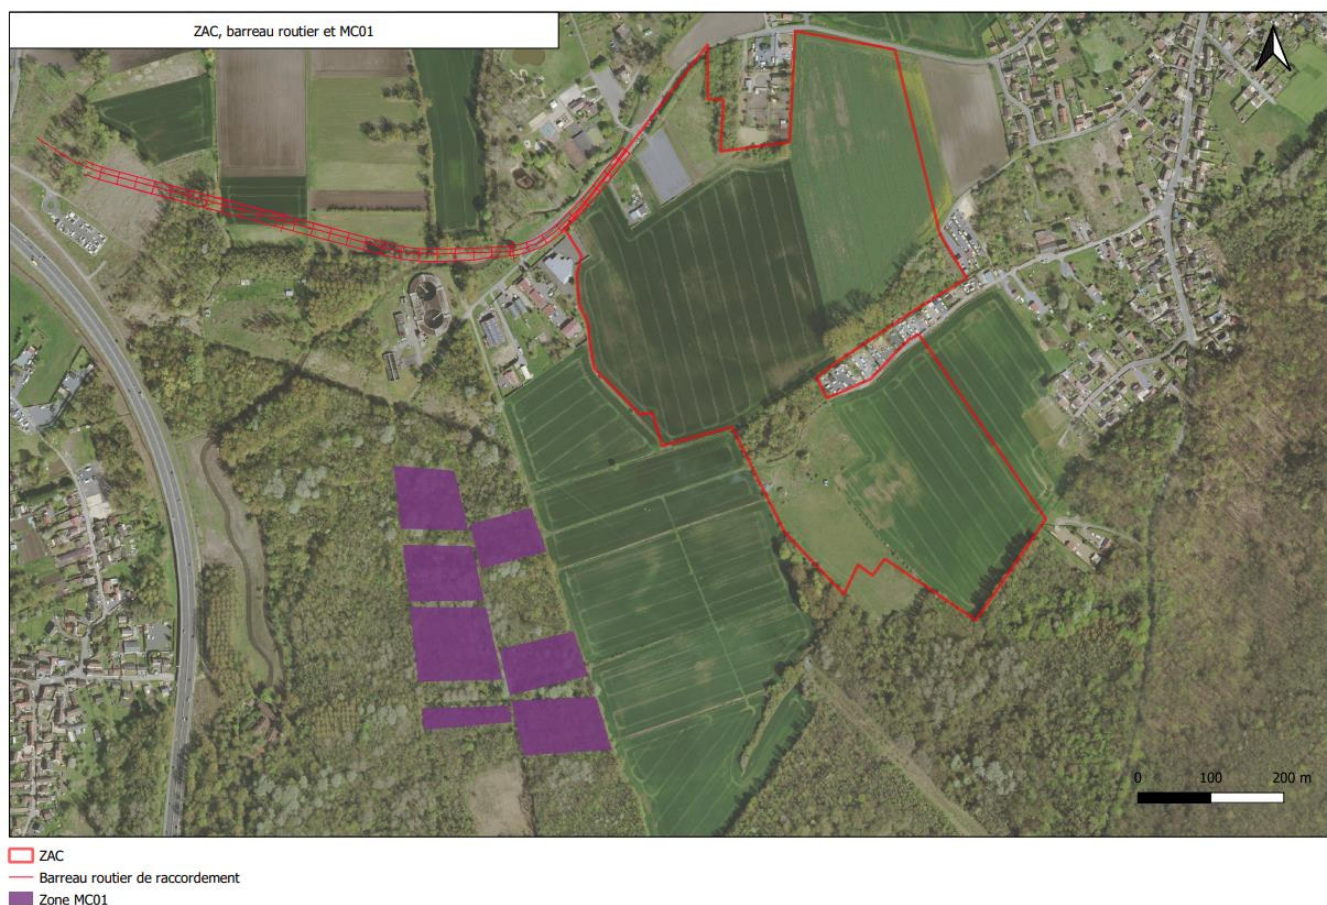 ZAC, barreau routier et MC01
0 100 200 m
ZAC
Barreau routier de raccordement
Zone MC01